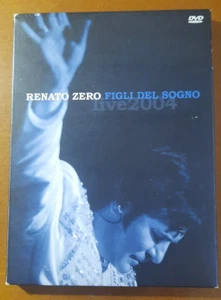 DVD
RENATO ZERO FIGLI DEL SOGNO
live2004